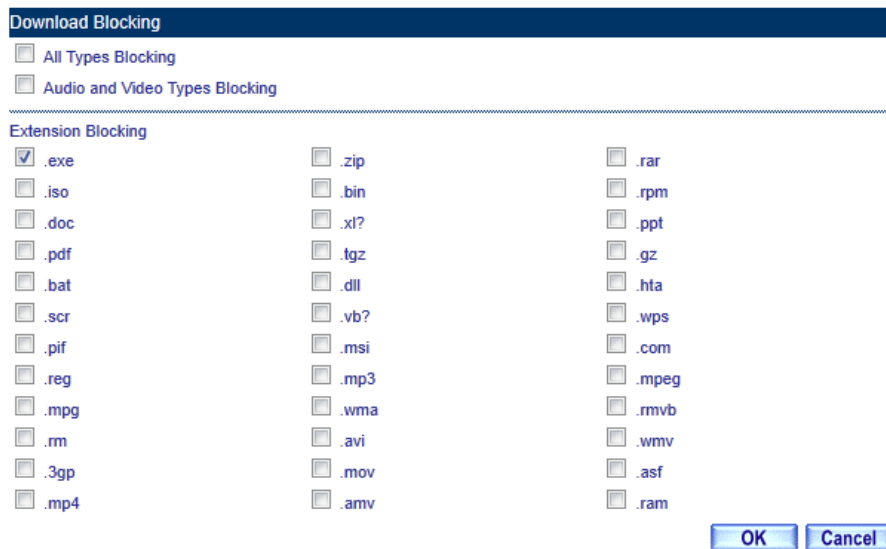 Download Blocking
All Types Blocking
Audio and Video Types Blocking
Extension Blocking
.exe .zip .rar
.iso .bin .rpm
.doc .xl? .ppt
.pdf .tgz .gz
.bat .dll .hta
.scr .vb? .wps
.pif .msi .com
.reg .mp3 .mpeg
.mpg .wma .rmvb
.rm .avi .wmv
.3gp .mov .asf
.mp4 .amv .ram
OK Cancel